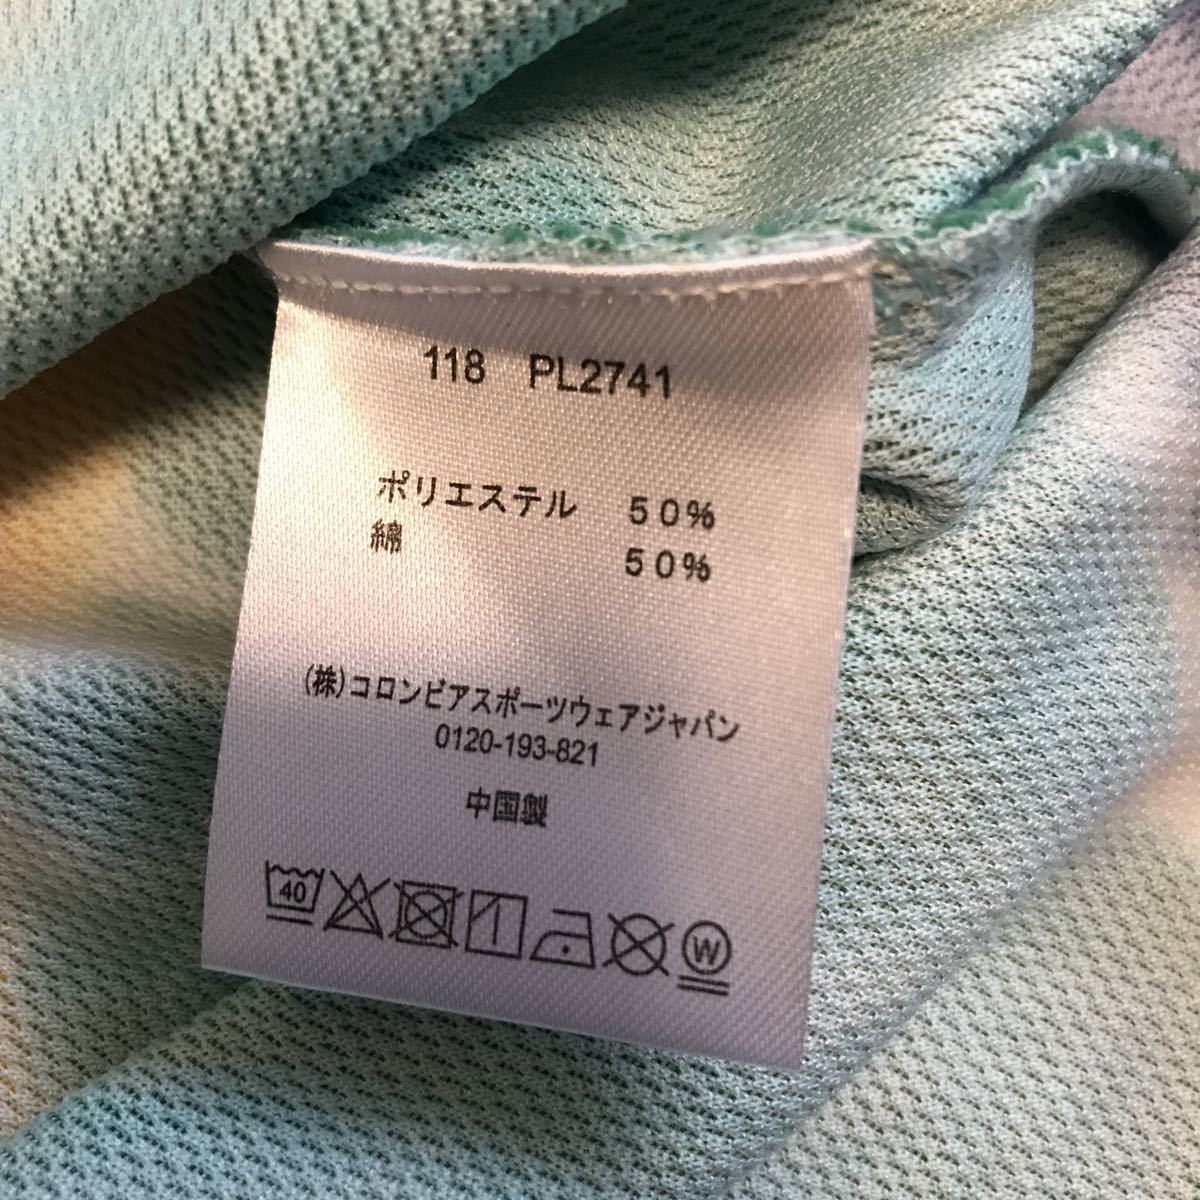 118 PL2741
ポリエステル ５０％
綿 ５０％
(株)コロンビアスポーツウェアジャパン
0120-193-821
中国製
40 W